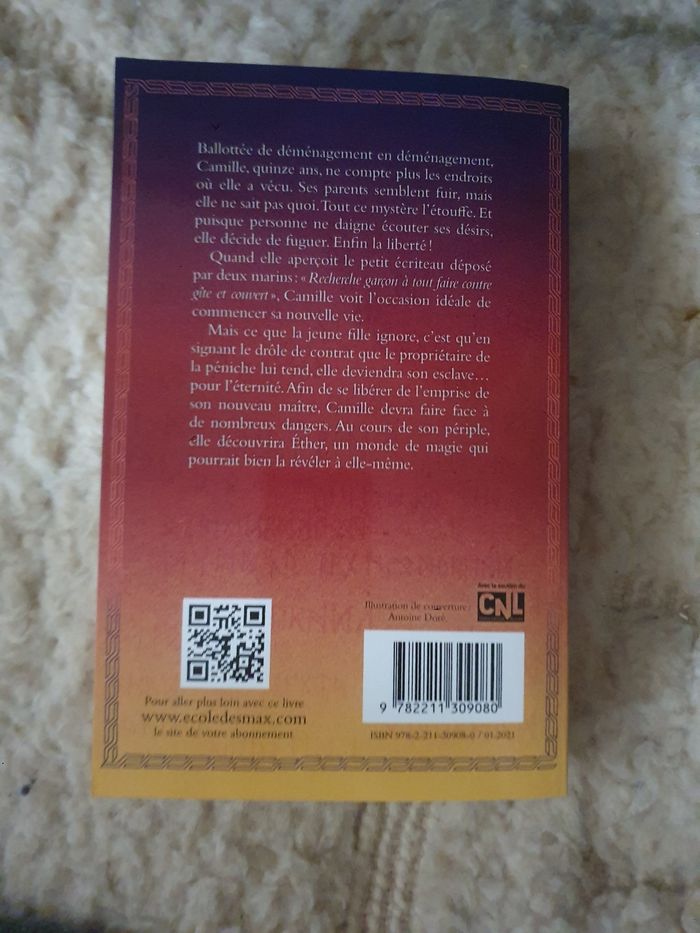 Ballottée de déménagement en déménagement,
Camille, quinze ans, ne compte plus les endroits
où elle a vécu. Ses parents semblent fuir, mais
elle ne sait pas quoi. Tout ce mystère l'étouffe. Et
puisque personne ne daigne écouter ses désirs,
elle décide de fuguer. Enfin la liberté !
Quand elle aperçoit le petit écriteau déposé
par deux marins : « Recherche garçon à tout faire contre
gîte et couvert », Camille voit l'occasion idéale de
commencer sa nouvelle vie.
Mais ce que la jeune fille ignore, c'est qu'en
signant le drôle de contrat que le propriétaire de
la péniche lui tend, elle deviendra son esclave…
pour l'éternité. Afin de se libérer de l'emprise de
son nouveau maître, Camille devra faire face à
de nombreux dangers. Au cours de son périple,
elle découvrira Éther, un monde de magie qui
pourrait bien la révéler à elle-même.
Pour aller plus loin avec ce livre
www.ecoledesmax.com
le site de votre abonnement
Illustration de couverture :
Antoine Doré.
Avec le soutien du
CNL
9 782211 309080
ISBN 978-2-211-30908-0 / 01.2021